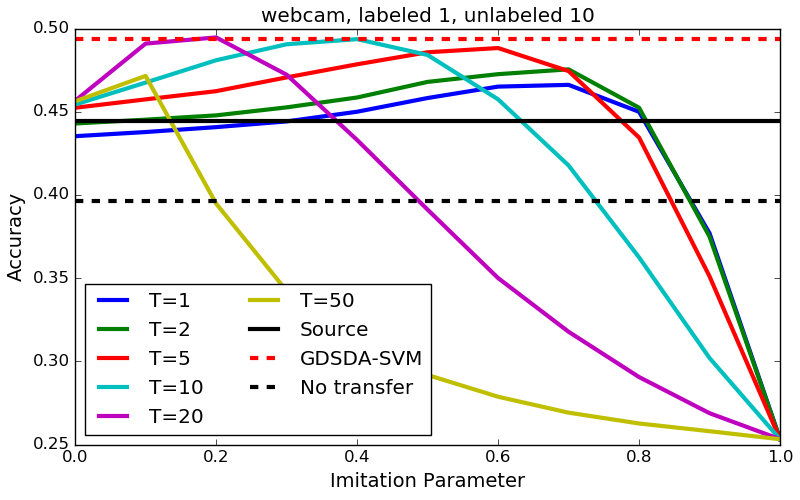 webcam, labeled 1, unlabeled 10
0.50
0.45
0.40
0.35
0.30
0.25
Accuracy
T=1
T=2
T=5
T=10
T=20
T=50
Source
GDSDA-SVM
No transfer
0.0 0.2 0.4 0.6 0.8 1.0
Imitation Parameter